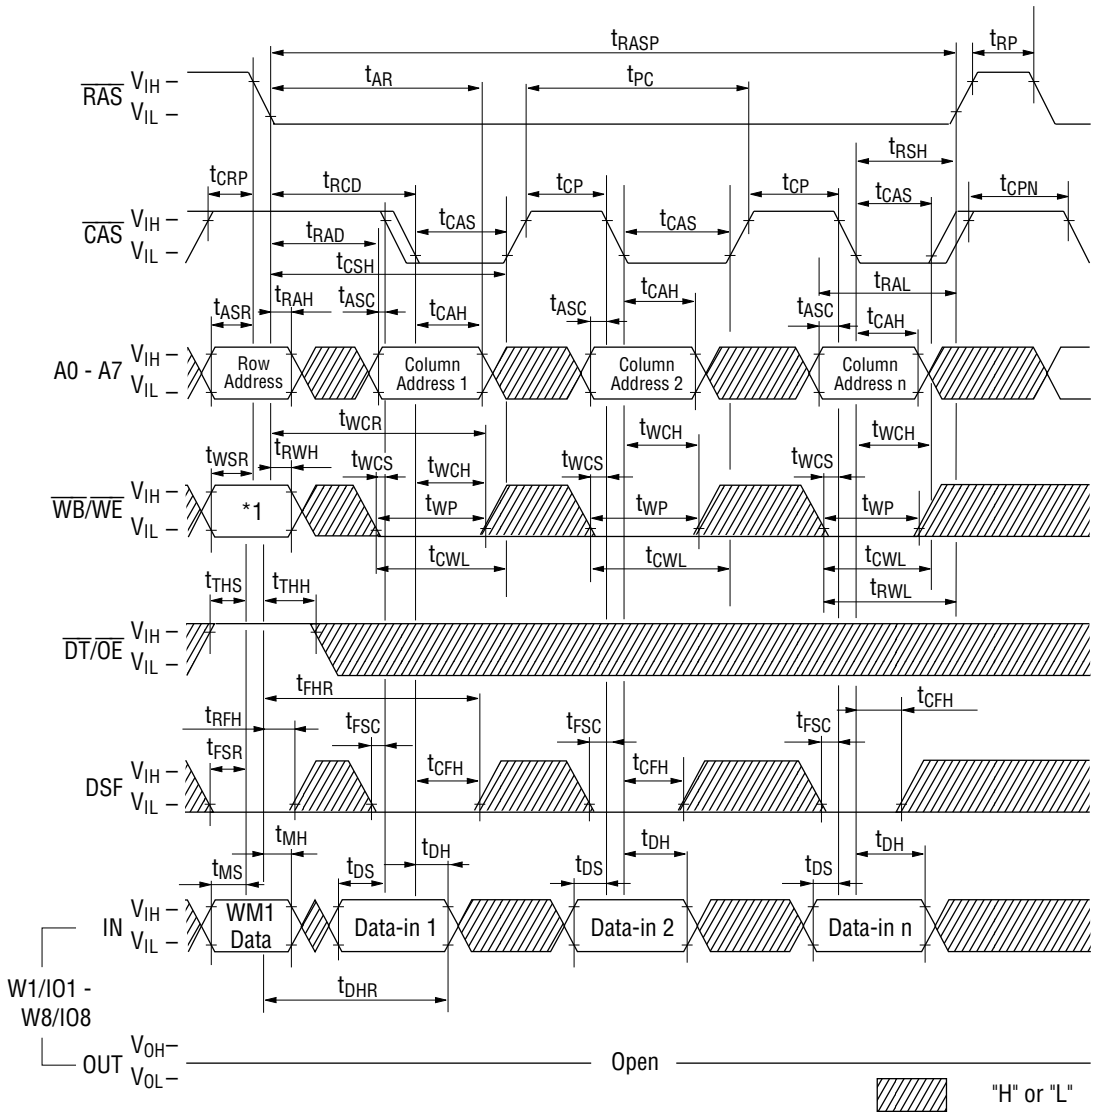 tRASP
tRP
tAR
tPC
RAS VIH –
VIL –
tRSH
tCRP
tRCD
tCP
tCP
tCAS
tCPN
CAS VIH –
VIL –
tCAS
tCAS
tRAD
tCSH
tRAL
tASR
tRAH
tASC
tCAH
tASC
tCAH
tASC
tCAH
A0 - A7 VIH –
VIL –
Row Address
Column Address 1
Column Address 2
Column Address n
tWCR
tWSR
tRWH
tWCS
tWCH
tWCS
tWCH
tWCS
tWCH
WB/WE VIH –
VIL –
*1
tWP
tWP
tWP
tCWL
tCWL
tCWL
tRWL
tTHS
tTHH
DT/OE VIH –
VIL –
tFHR
tRFH
tFSR
tFSC
tFSC
tFSC
tCFH
DSF VIH –
VIL –
tCFH
tCFH
tMH
tMS
tDS
tDH
tDS
tDH
tDS
tDH
IN VIH –
VIL –
WM1 Data
Data-in 1
Data-in 2
Data-in n
tDHR
W1/IO1 -
W8/IO8
OUT VOH–
VOL –
Open
"H" or "L"